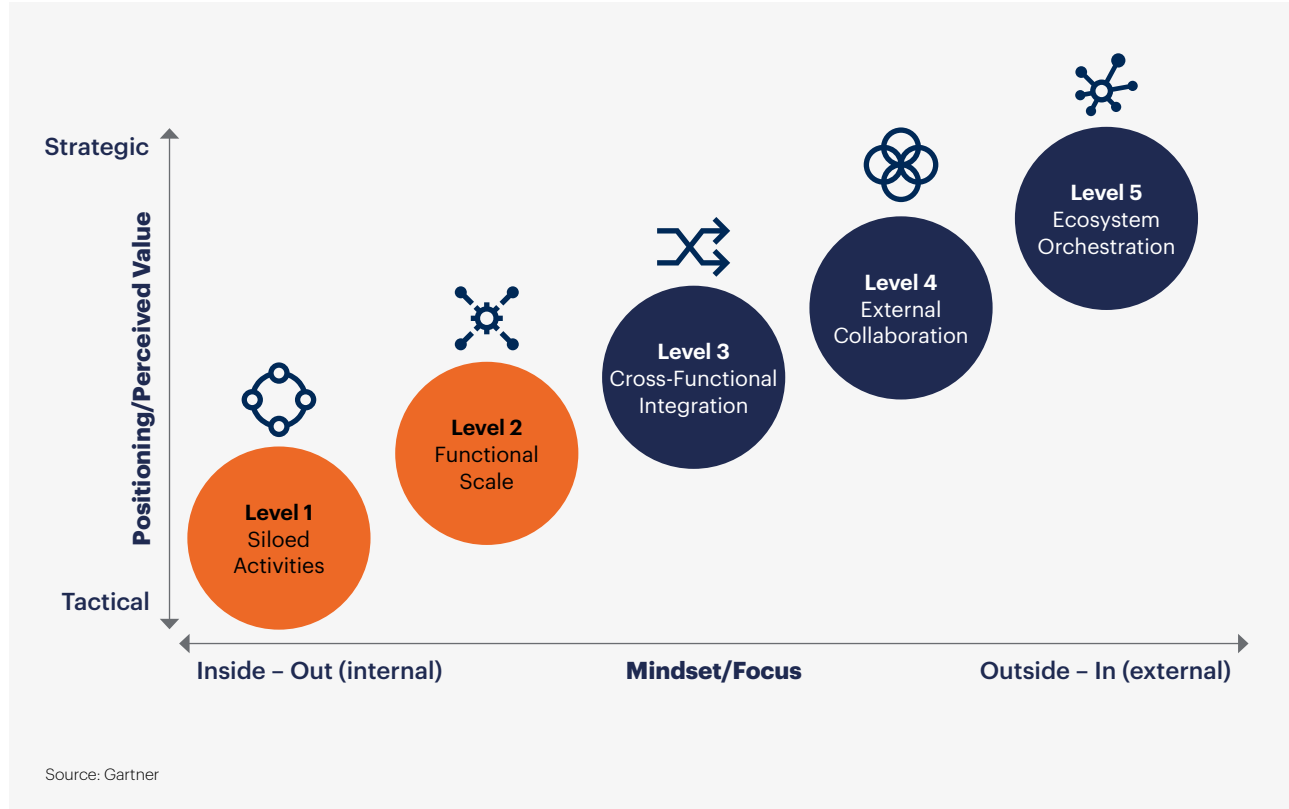 Strategic
Positioning/Perceived Value
Tactical
Level 1
Siloed
Activities
Level 2
Functional
Scale
Level 3
Cross-Functional
Integration
Level 4
External
Collaboration
Level 5
Ecosystem
Orchestration
Inside – Out (internal)
Mindset/Focus
Outside – In (external)
Source: Gartner